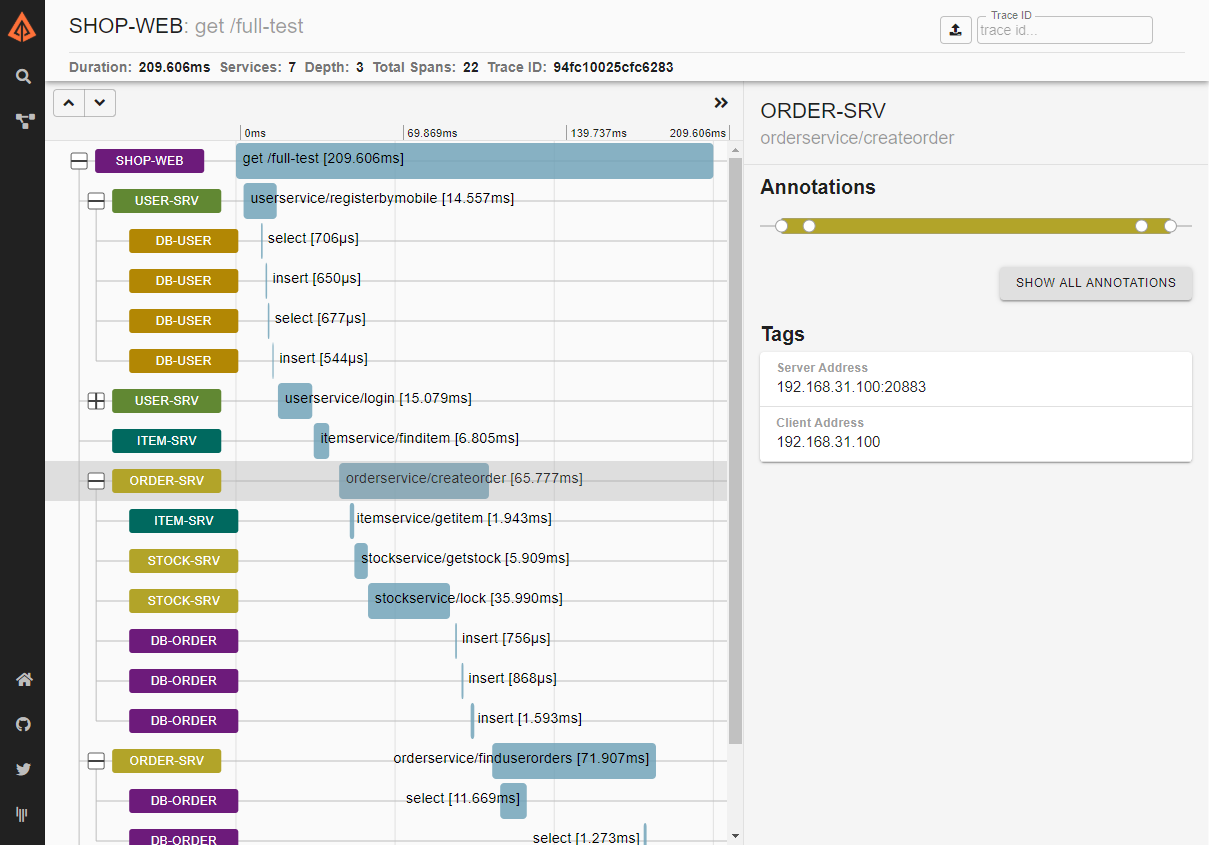 SHOP-WEB: get /full-test
Trace ID
trace id...
Duration: 209.606ms Services: 7 Depth: 3 Total Spans: 22 Trace ID: 94fc10025cfc6283
0ms 69.869ms 139.737ms 209.606ms
SHOP-WEB get /full-test [209.606ms]
USER-SRV userservice/registerbymobile [14.557ms]
DB-USER select [706μs]
DB-USER insert [650μs]
DB-USER select [677μs]
DB-USER insert [544μs]
USER-SRV userservice/login [15.079ms]
ITEM-SRV itemservice/finditem [6.805ms]
ORDER-SRV orderservice/createorder [65.777ms]
ITEM-SRV itemservice/getitem [1.943ms]
STOCK-SRV stockservice/getstock [5.909ms]
STOCK-SRV stockservice/lock [35.990ms]
DB-ORDER insert [756μs]
DB-ORDER insert [868μs]
DB-ORDER insert [1.593ms]
ORDER-SRV orderservice/finduserorders [71.907ms]
DB-ORDER select [11.669ms]
DB-ORDER select [1.273ms]
ORDER-SRV
orderservice/createorder
Annotations
SHOW ALL ANNOTATIONS
Tags
Server Address
192.168.31.100:20883
Client Address
192.168.31.100